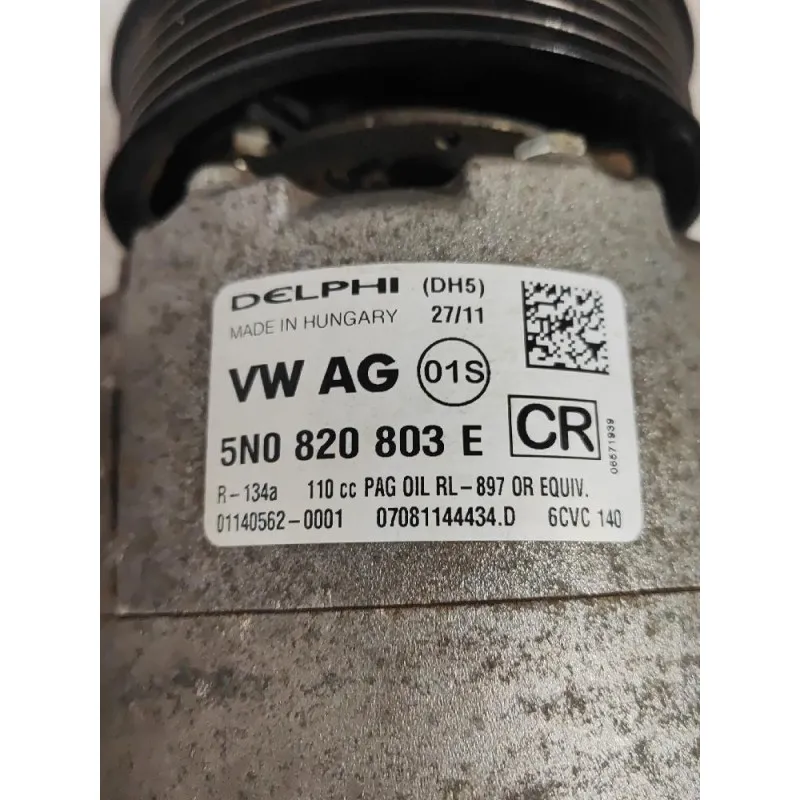 DELPHI (DH5)
MADE IN HUNGARY 27/11
VW AG 01S
5N0 820 803 E CR
06571939
R-134a 110 cc PAG OIL RL-897 OR EQUIV.
01140562-0001 07081144434.D 6CVC 140